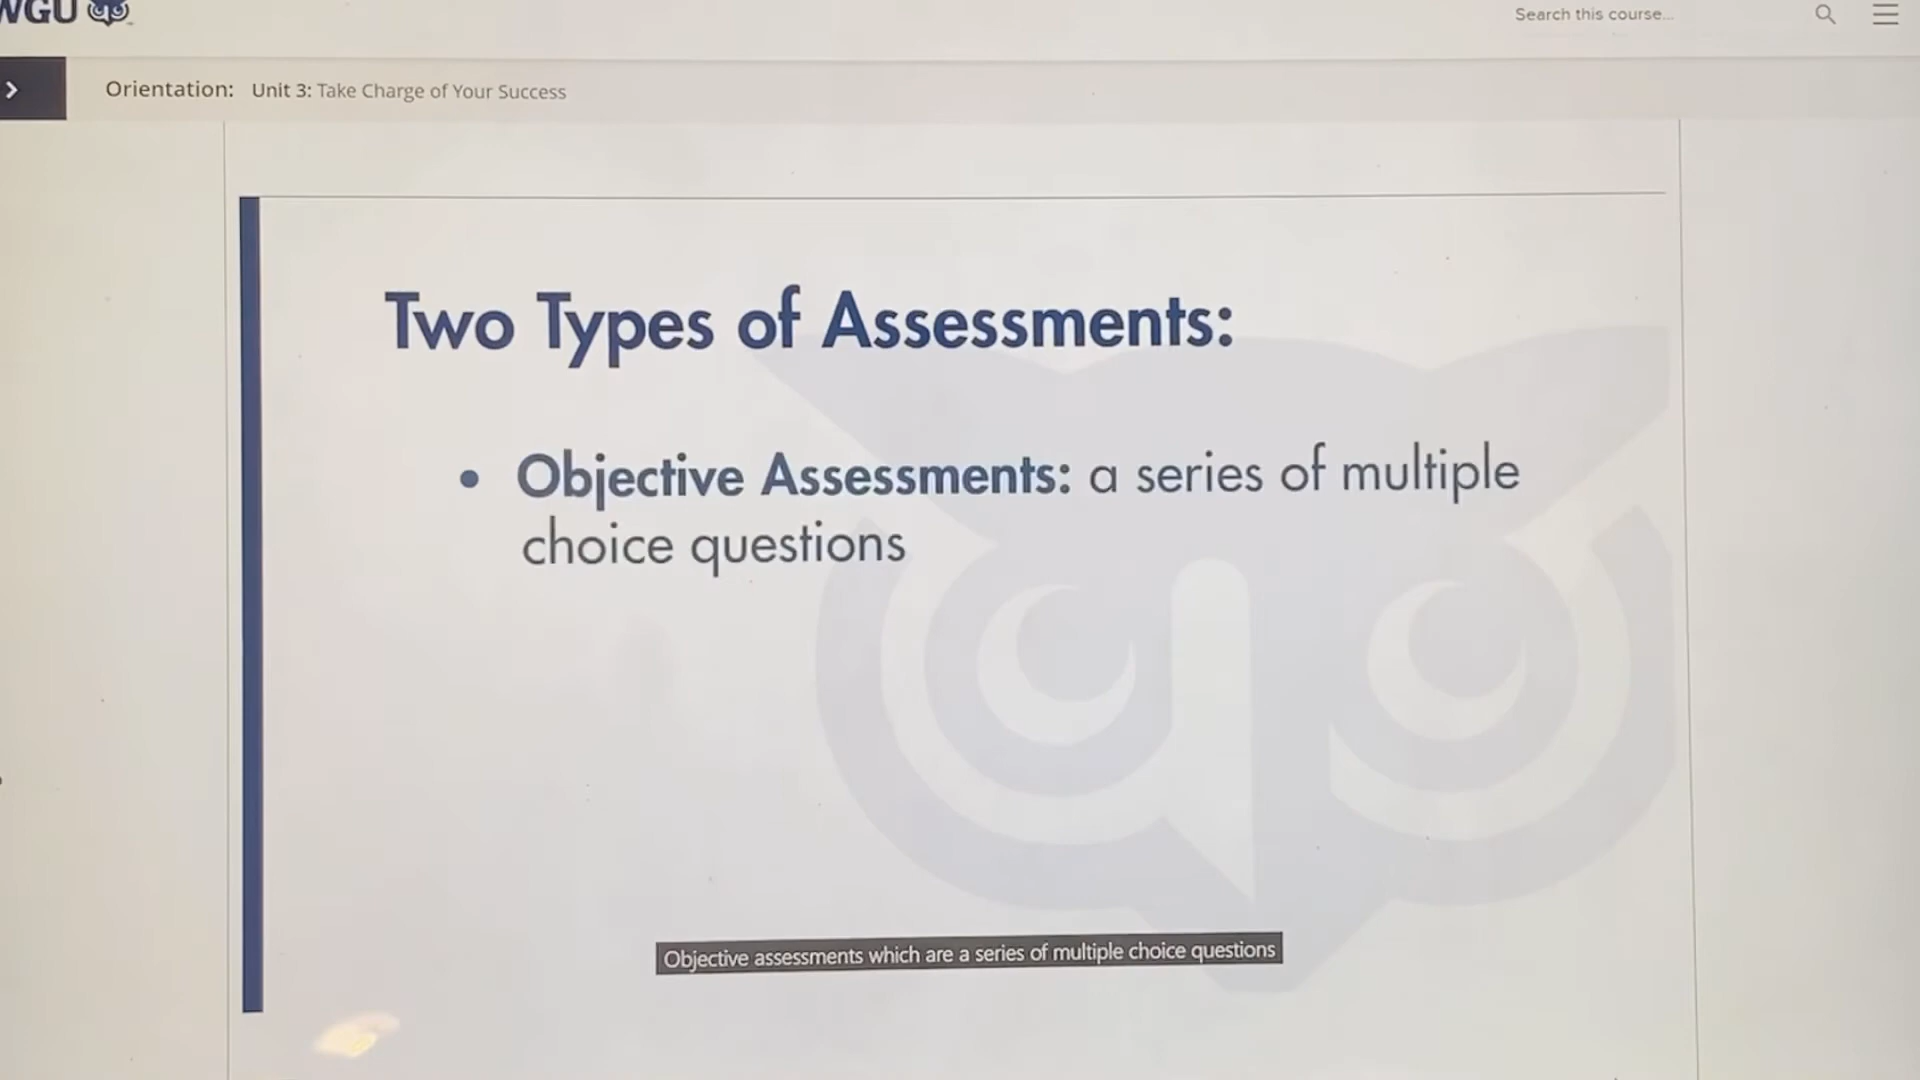 WGU
Search this course...
Orientation: Unit 3: Take Charge of Your Success
Two Types of Assessments:
• Objective Assessments: a series of multiple
choice questions
Objective assessments which are a series of multiple choice questions